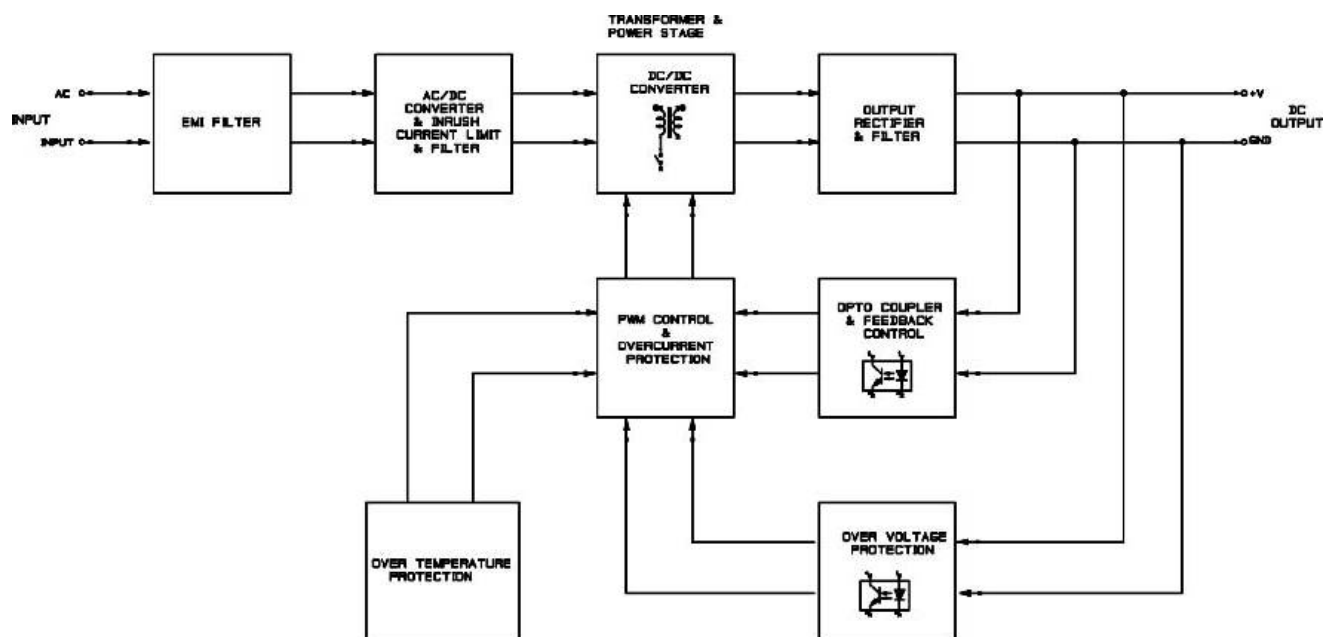 TRANSFORMER &
POWER STAGE
AC
INPUT
INPUT
EMI FILTER
AC/DC
CONVERTER
& INRUSH
CURRENT LIMIT
& FILTER
DC/DC
CONVERTER
OUTPUT
RECTIFIER
& FILTER
+V
DC
OUTPUT
GND
PWM CONTROL
&
OVERCURRENT
PROTECTION
OPTO COUPLER
& FEEDBACK
CONTROL
OVER TEMPERATURE
PROTECTION
OVER VOLTAGE
PROTECTION